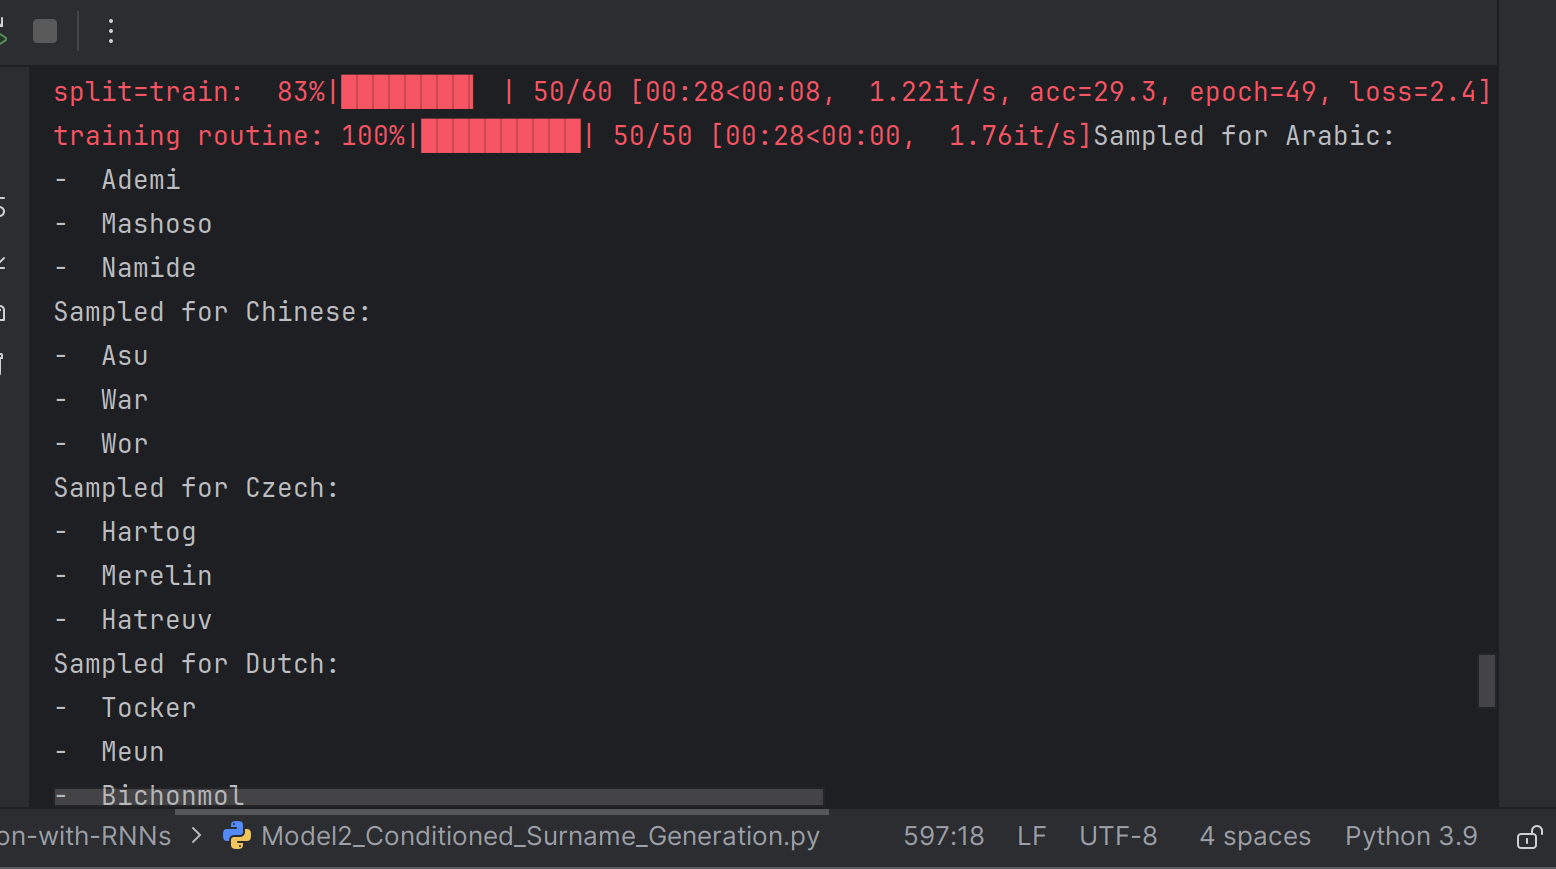 split=train:  83%|████████▎ | 50/60 [00:28<00:08,  1.22it/s, acc=29.3, epoch=49, loss=2.4]
training routine: 100%|██████████| 50/50 [00:28<00:00,  1.76it/s]Sampled for Arabic:
-  Ademi
-  Mashoso
-  Namide
Sampled for Chinese:
-  Asu
-  War
-  Wor
Sampled for Czech:
-  Hartog
-  Merelin
-  Hatreuv
Sampled for Dutch:
-  Tocker
-  Meun
-  Bichonmol
on-with-RNNs > Model2_Conditioned_Surname_Generation.py 597:18 LF UTF-8 4 spaces Python 3.9